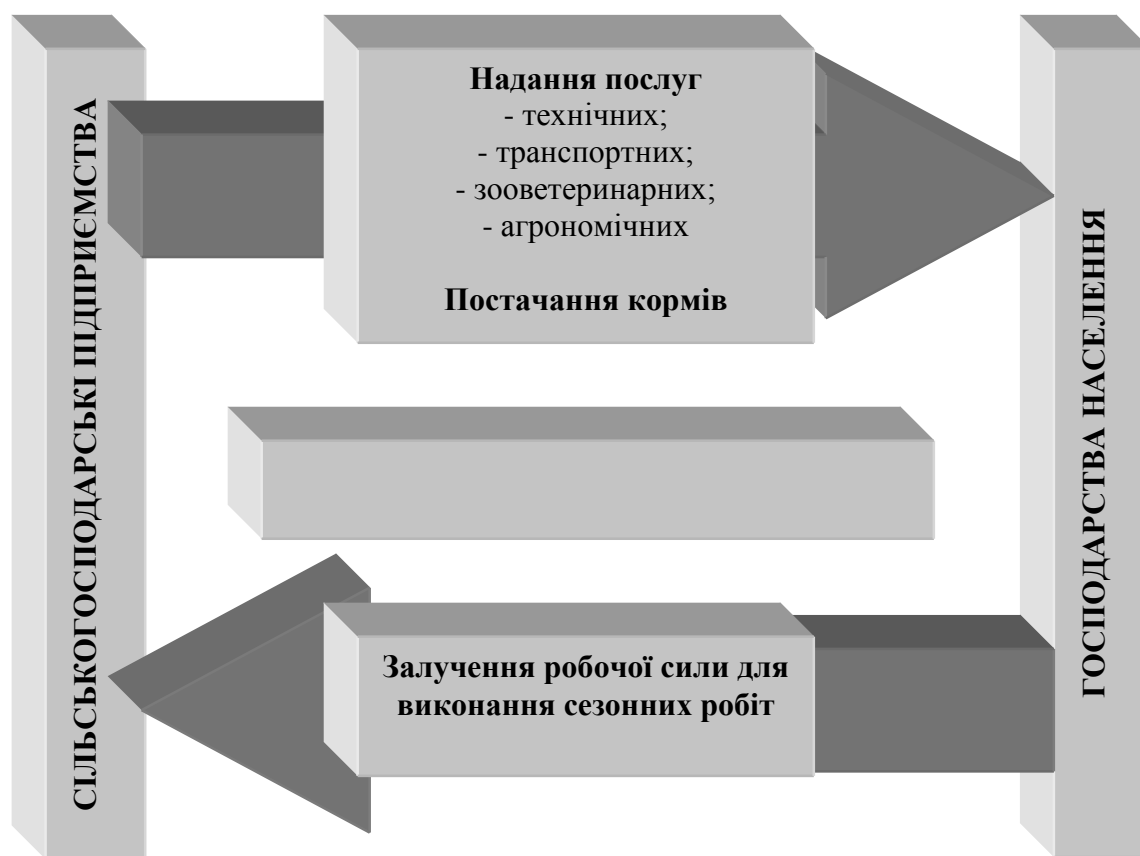 СІЛЬСЬКОГОСПОДАРСЬКІ ПІДПРИЄМСТВА
Надання послуг
- технічних;
- транспортних;
- зооветеринарних;
- агрономічних
Постачання кормів
Залучення робочої сили для
виконання сезонних робіт
ГОСПОДАРСТВА НАСЕЛЕННЯ